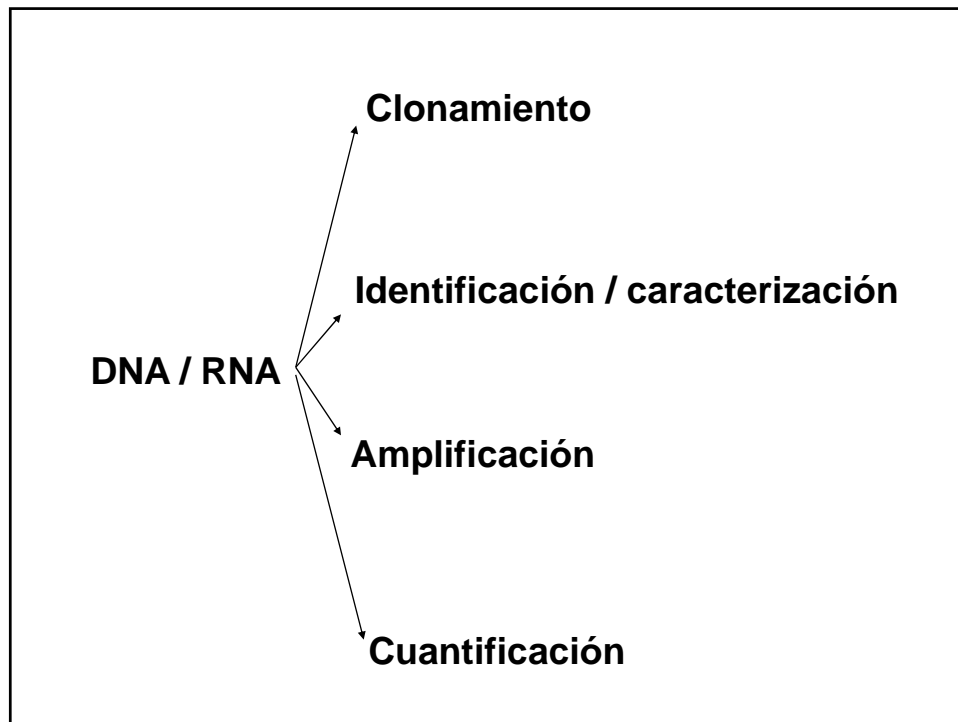 Clonamiento
Identificación / caracterización
DNA / RNA
Amplificación
Cuantificación